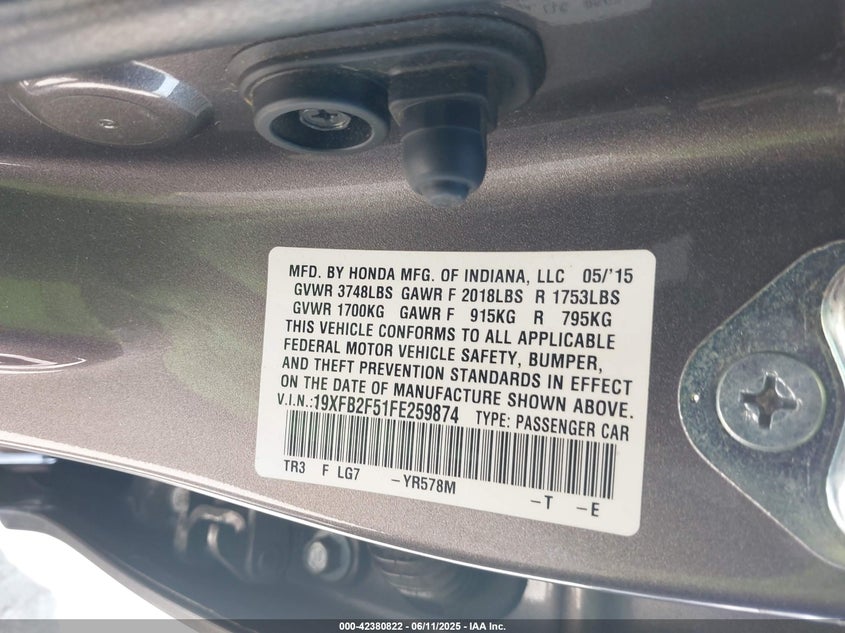 MFD. BY HONDA MFG. OF INDIANA, LLC 05/'15
GVWR 3748LBS GAWR F 2018LBS R 1753LBS
GVWR 1700KG GAWR F 915KG R 795KG
THIS VEHICLE CONFORMS TO ALL APPLICABLE
FEDERAL MOTOR VEHICLE SAFETY, BUMPER,
AND THEFT PREVENTION STANDARDS IN EFFECT
ON THE DATE OF MANUFACTURE SHOWN ABOVE.
V.I.N.:19XFB2F51FE259874 TYPE: PASSENGER CAR
TR3 F LG7 -YR578M -T -E
000-42380822 - 06/11/2025 - IAA Inc.